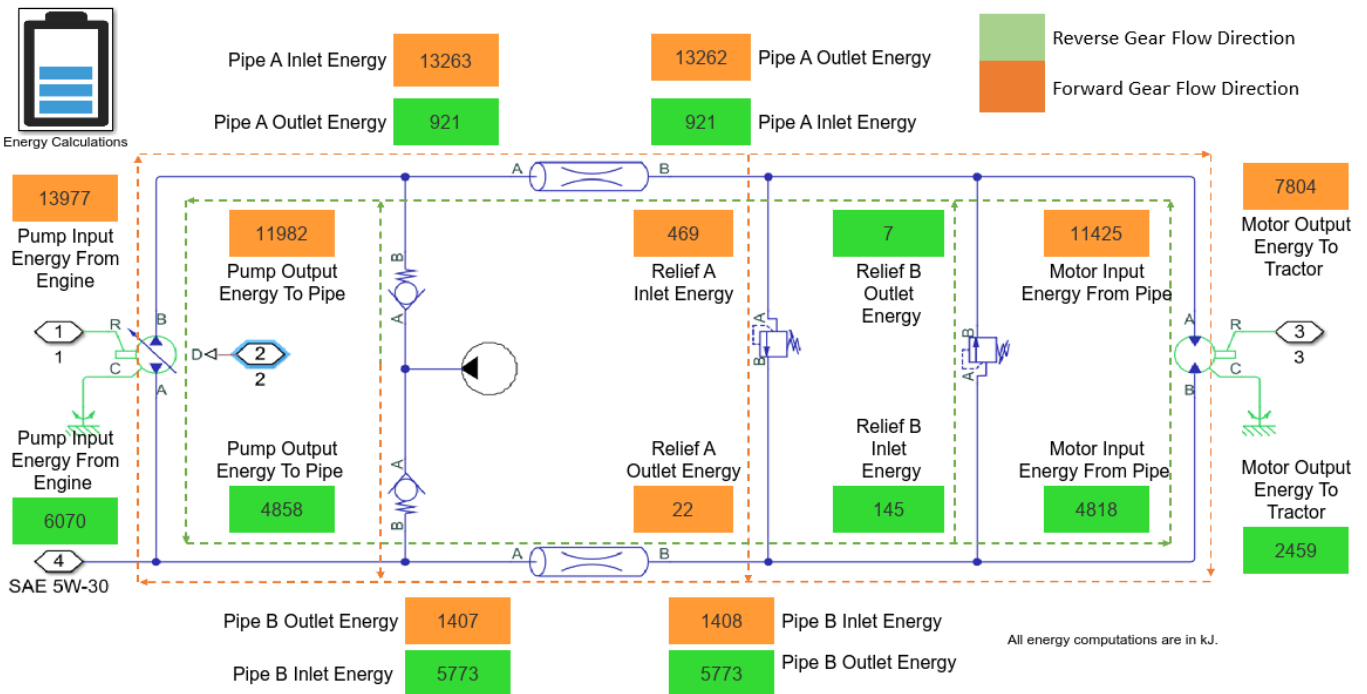 Energy Calculations
Pipe A Inlet Energy
13263
13262
Pipe A Outlet Energy
Pipe A Outlet Energy
921
921
Pipe A Inlet Energy
Reverse Gear Flow Direction
Forward Gear Flow Direction
A
B
13977
Pump Input
Energy From
Engine
11982
Pump Output
Energy To Pipe
B
A
469
Relief A
Inlet Energy
7
Relief B
Outlet
Energy
11425
Motor Input
Energy From Pipe
7804
Motor Output
Energy To
Tractor
1
1
R
C
B
A
D
2
2
A
B
B
A
A
B
R
C
3
3
Pump Input
Energy From
Engine
6070
Pump Output
Energy To Pipe
4858
A
B
Relief A
Outlet Energy
22
Relief B
Inlet
Energy
145
Motor Input
Energy From Pipe
4818
Motor Output
Energy To
Tractor
2459
4
SAE 5W-30
A
B
Pipe B Outlet Energy
1407
1408
Pipe B Inlet Energy
Pipe B Inlet Energy
5773
5773
Pipe B Outlet Energy
All energy computations are in kJ.